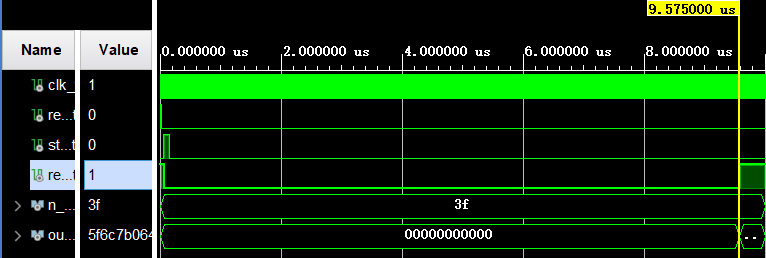 9.575000 us
Name Value
0.000000 us 2.000000 us 4.000000 us 6.000000 us 8.000000 us
clk_ 1
re...t 0
st...t 0
re...t 1
n_... 3f 3f
ou... 5f6c7b064 00000000000 ..